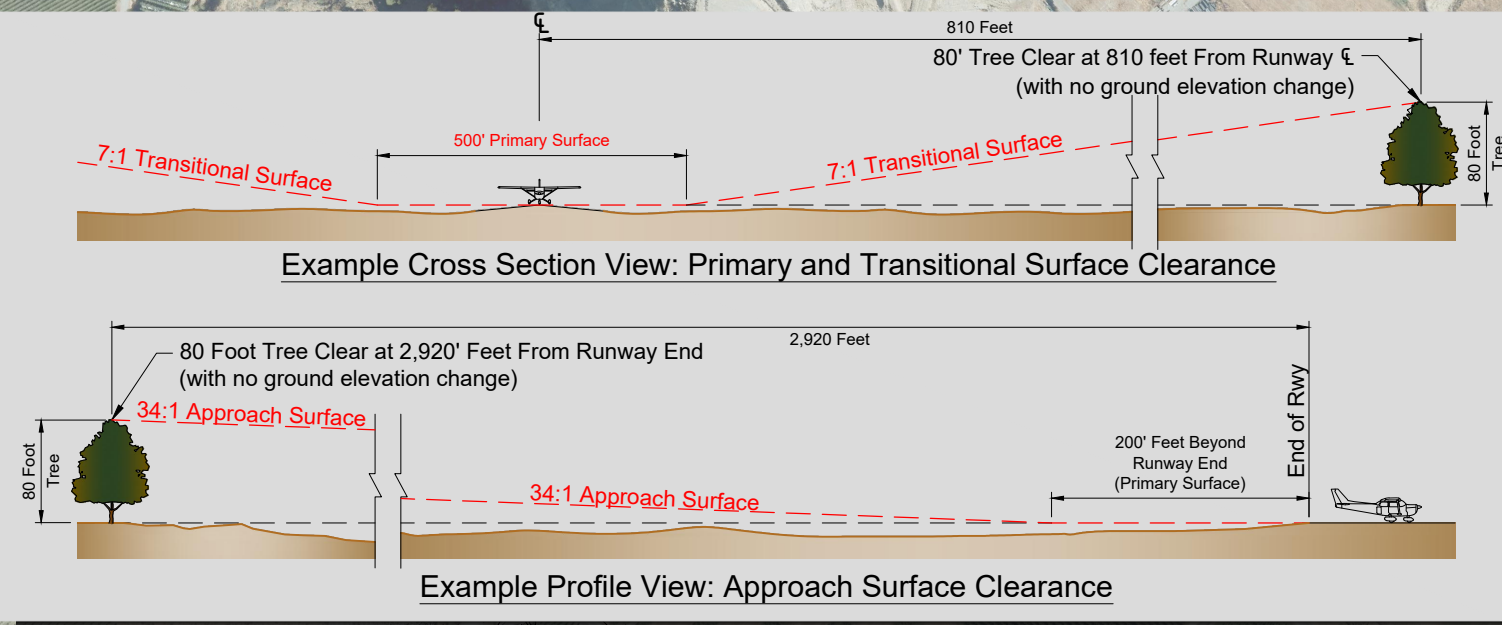 ℄
810 Feet
80' Tree Clear at 810 feet From Runway ℄
(with no ground elevation change)
500' Primary Surface
7:1 Transitional Surface
7:1 Transitional Surface
80 Foot
Tree
Example Cross Section View: Primary and Transitional Surface Clearance
2,920 Feet
80 Foot Tree Clear at 2,920' Feet From Runway End
(with no ground elevation change)
34:1 Approach Surface
80 Foot
Tree
34:1 Approach Surface
200' Feet Beyond
Runway End
(Primary Surface)
End of Rwy
Example Profile View: Approach Surface Clearance